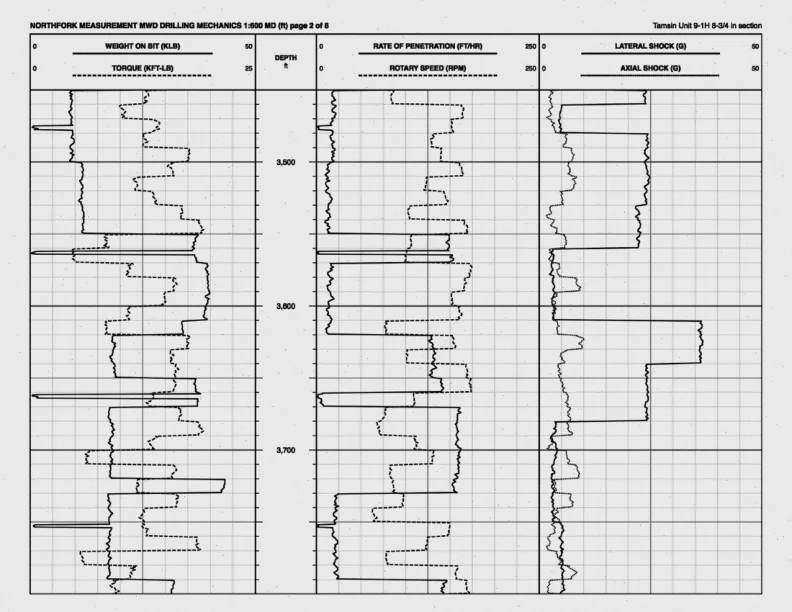 NORTHFORK MEASUREMENT MWD DRILLING MECHANICS 1:600 MD (ft) page 2 of 8
Tamsin Unit 9-1H 8-3/4 in section
0 WEIGHT ON BIT (KLB) 50
0 TORQUE (KFT-LB) 25
DEPTH
ft
0 RATE OF PENETRATION (FT/HR) 250
0 ROTARY SPEED (RPM) 250
0 LATERAL SHOCK (G) 50
0 AXIAL SHOCK (G) 50
3,500
3,600
3,700